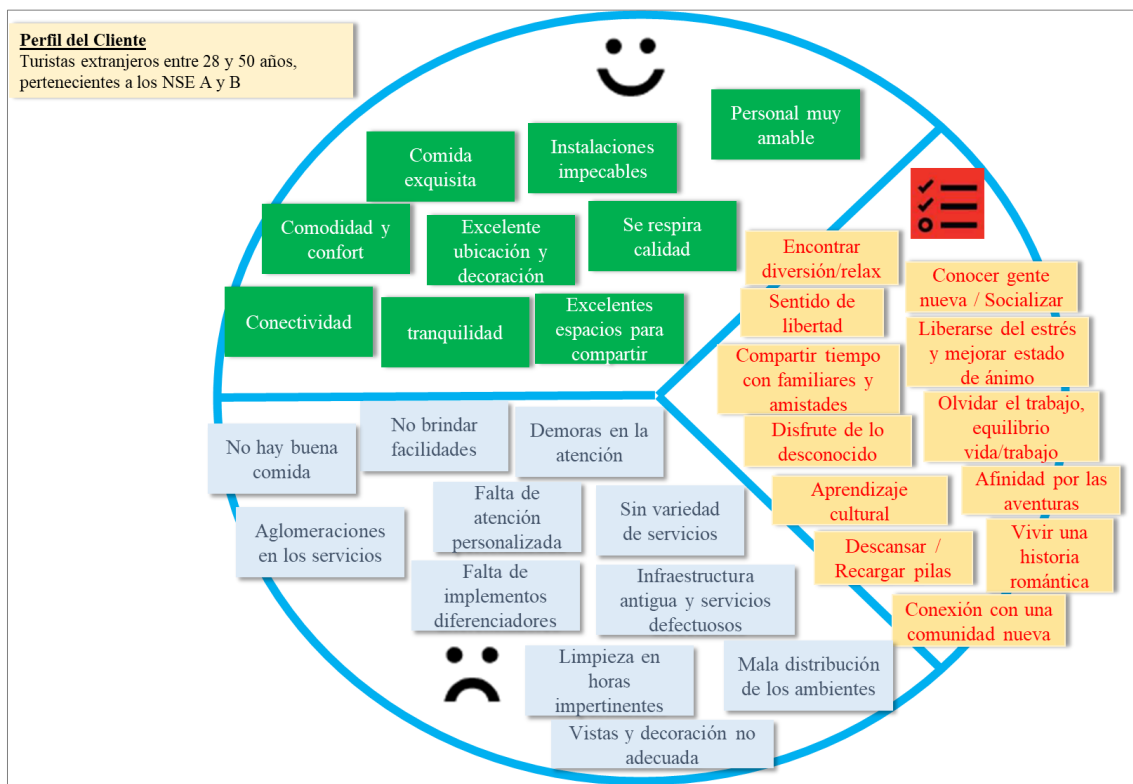 Perfil del Cliente
Turistas extranjeros entre 28 y 50 años,
pertenecientes a los NSE A y B
Personal muy
amable
Instalaciones
impecables
Comida
exquisita
Comodidad y
confort
Excelente
ubicación y
decoración
Se respira
calidad
Conectividad
tranquilidad
Excelentes
espacios para
compartir
Encontrar
diversión/relax
Conocer gente
nueva / Socializar
Sentido de
libertad
Liberarse del estrés
y mejorar estado
de ánimo
Compartir tiempo
con familiares y
amistades
Olvidar el trabajo,
equilibrio
vida/trabajo
Disfrute de lo
desconocido
Afinidad por las
aventuras
Aprendizaje
cultural
Vivir una
historia
romántica
Descansar /
Recargar pilas
Conexión con una
comunidad nueva
No hay buena
comida
No brindar
facilidades
Demoras en la
atención
Aglomeraciones
en los servicios
Falta de
atención
personalizada
Sin variedad
de servicios
Falta de
implementos
diferenciadores
Infraestructura
antigua y servicios
defectuosos
Limpieza en
horas
impertinentes
Mala distribución
de los ambientes
Vistas y decoración no
adecuada